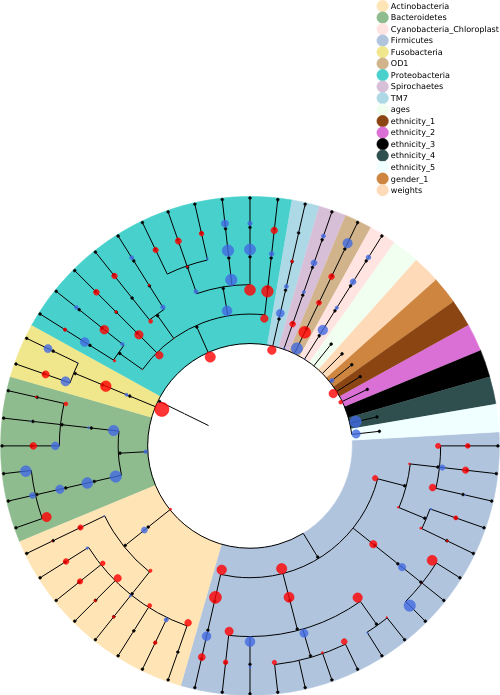 Actinobacteria
Bacteroidetes
Cyanobacteria_Chloroplast
Firmicutes
Fusobacteria
OD1
Proteobacteria
Spirochaetes
TM7
ages
ethnicity_1
ethnicity_2
ethnicity_3
ethnicity_4
ethnicity_5
gender_1
weights